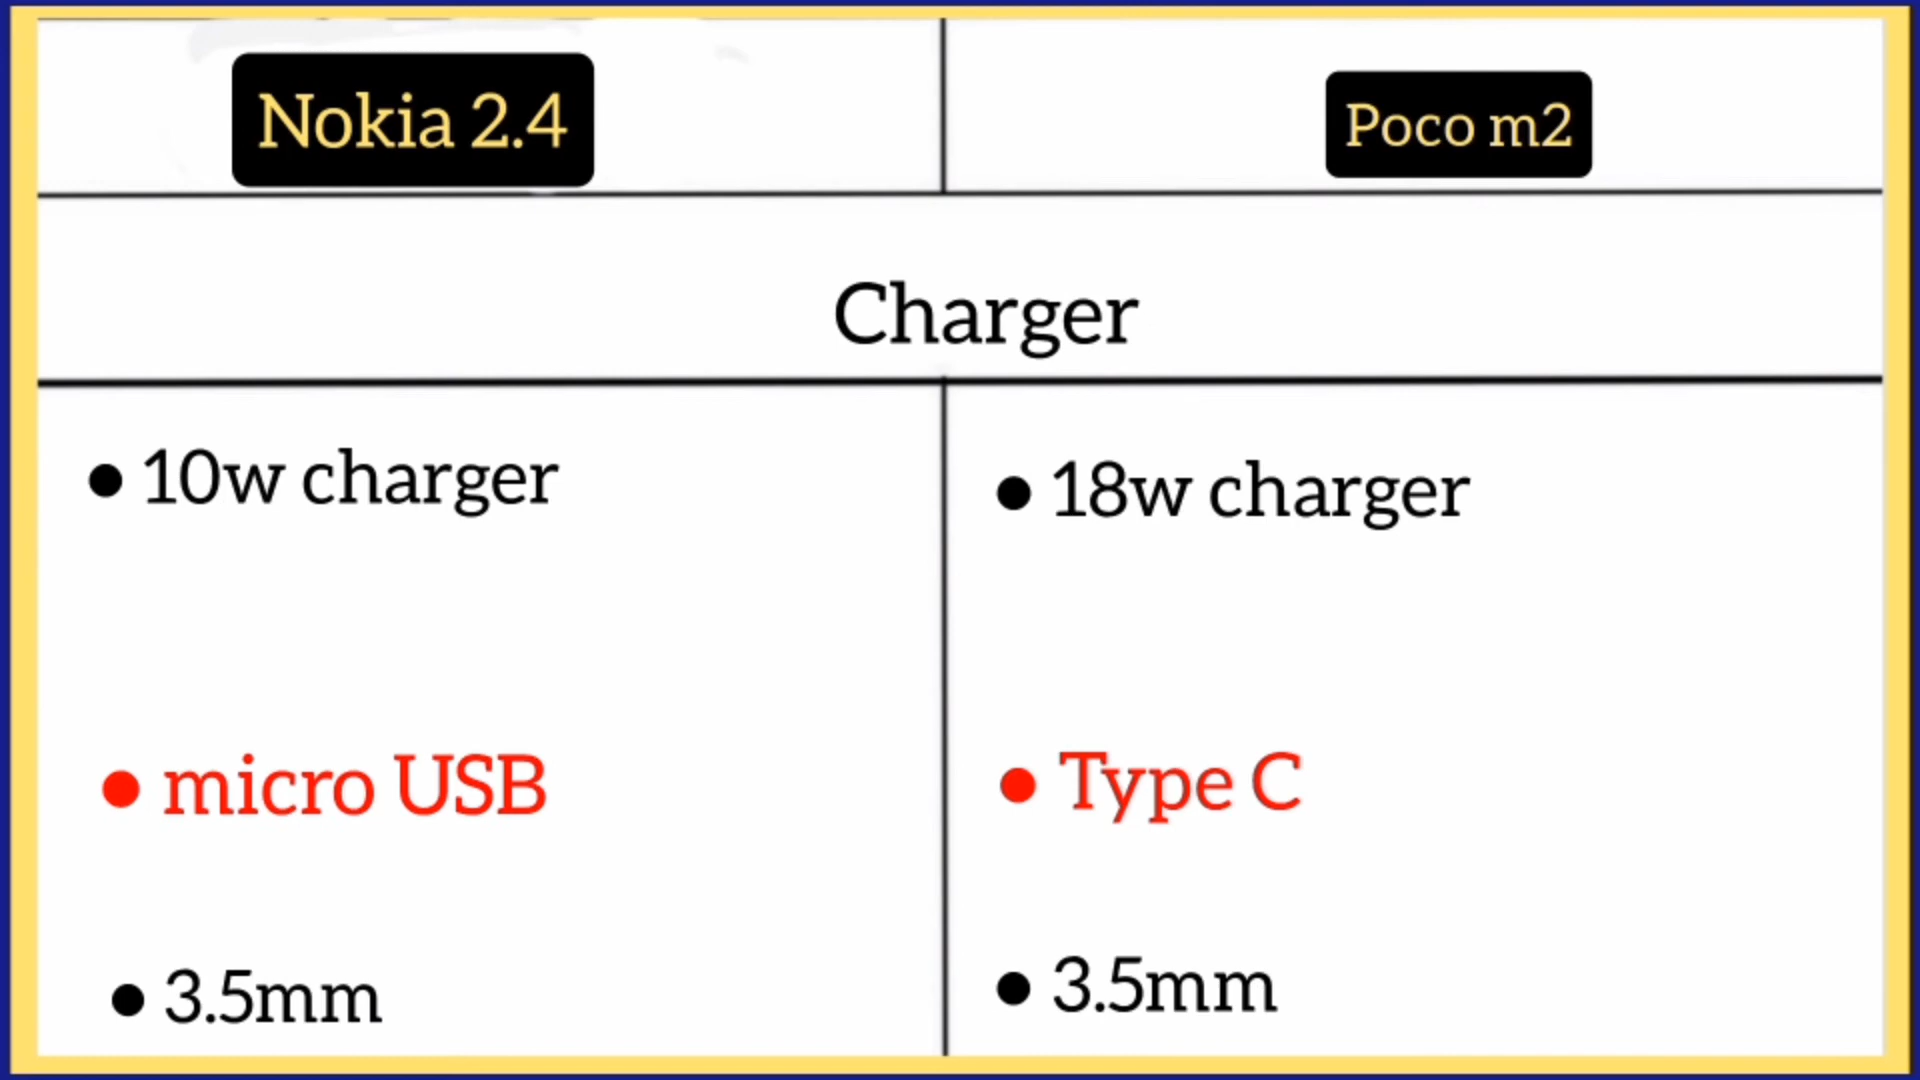 Nokia 2.4
Poco m2
Charger
● 10w charger
● 18w charger
● micro USB
● Type C
● 3.5mm
● 3.5mm